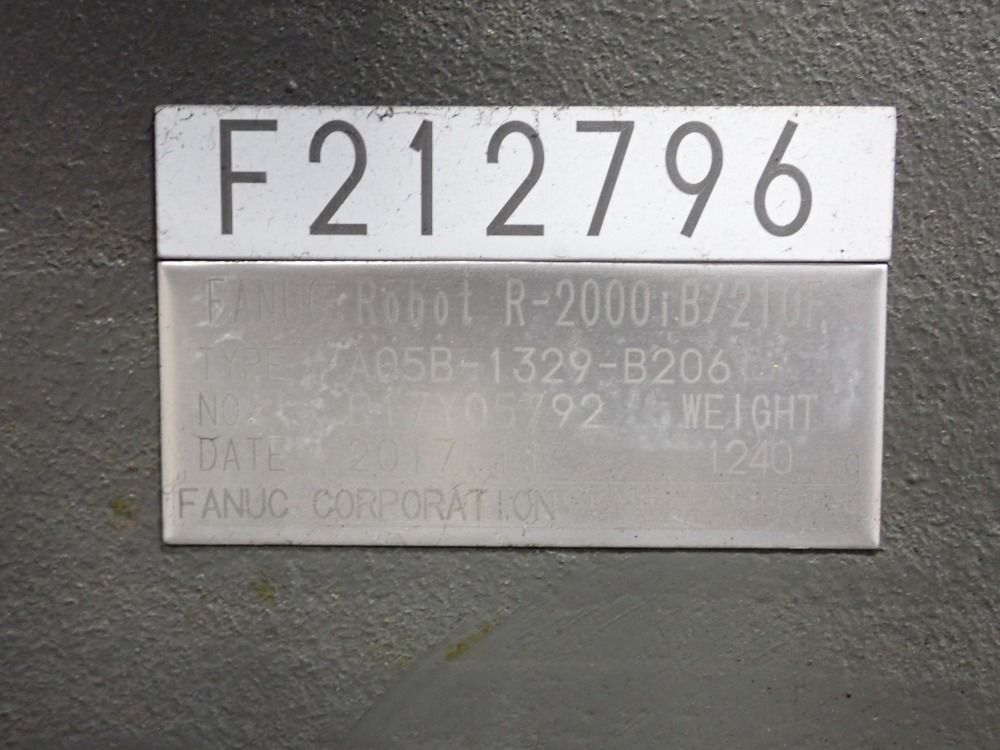 F212796
FANUC Robot R-2000iB/210F
TYPE A05B-1329-B206
NO. WEIGHT
DATE 2017 1240 kg
FANUC CORPORATION